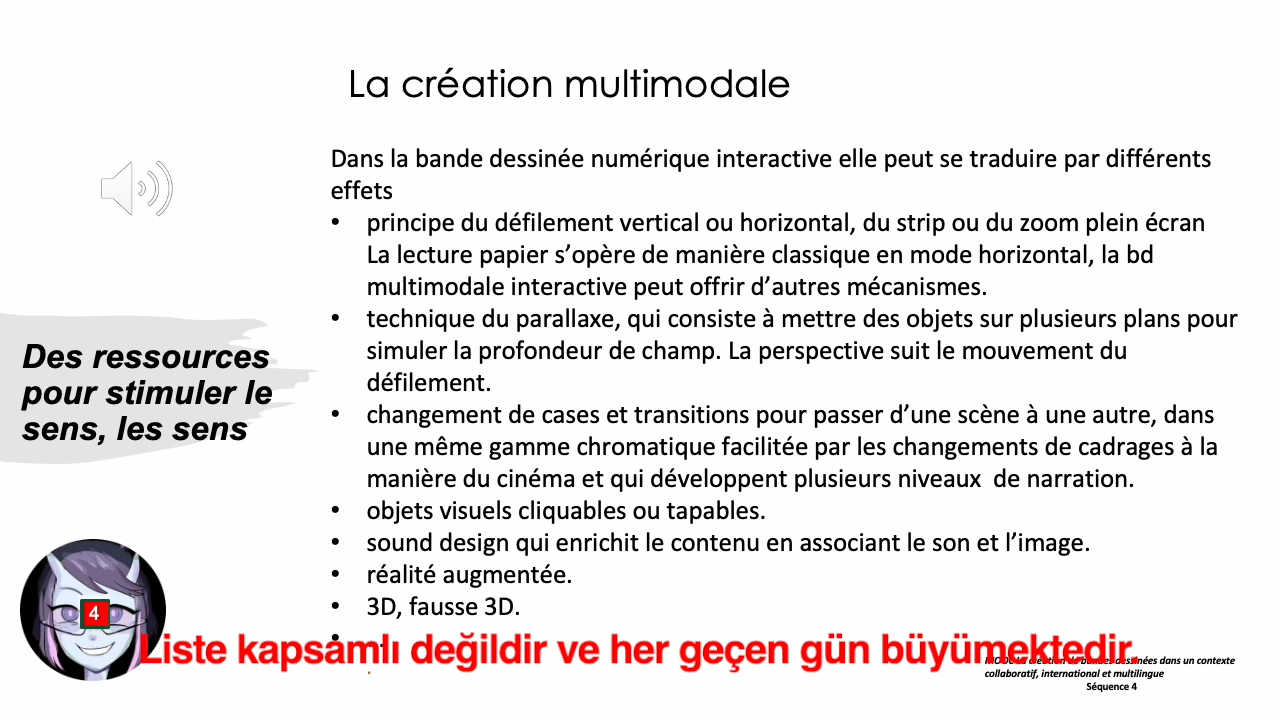 La création multimodale
Dans la bande dessinée numérique interactive elle peut se traduire par différents
effets
• principe du défilement vertical ou horizontal, du strip ou du zoom plein écran
La lecture papier s’opère de manière classique en mode horizontal, la bd
multimodale interactive peut offrir d’autres mécanismes.
• technique du parallaxe, qui consiste à mettre des objets sur plusieurs plans pour
simuler la profondeur de champ. La perspective suit le mouvement du
défilement.
• changement de cases et transitions pour passer d’une scène à une autre, dans
une même gamme chromatique facilitée par les changements de cadrages à la
manière du cinéma et qui développent plusieurs niveaux de narration.
• objets visuels cliquables ou tapables.
• sound design qui enrichit le contenu en associant le son et l’image.
• réalité augmentée.
• 3D, fausse 3D.
Des ressources
pour stimuler le
sens, les sens
4
Liste kapsamlı değildir ve her geçen gün büyümektedir.
création de bandes dessinées dans un contexte
collaboratif, international et multilingue
Séquence 4